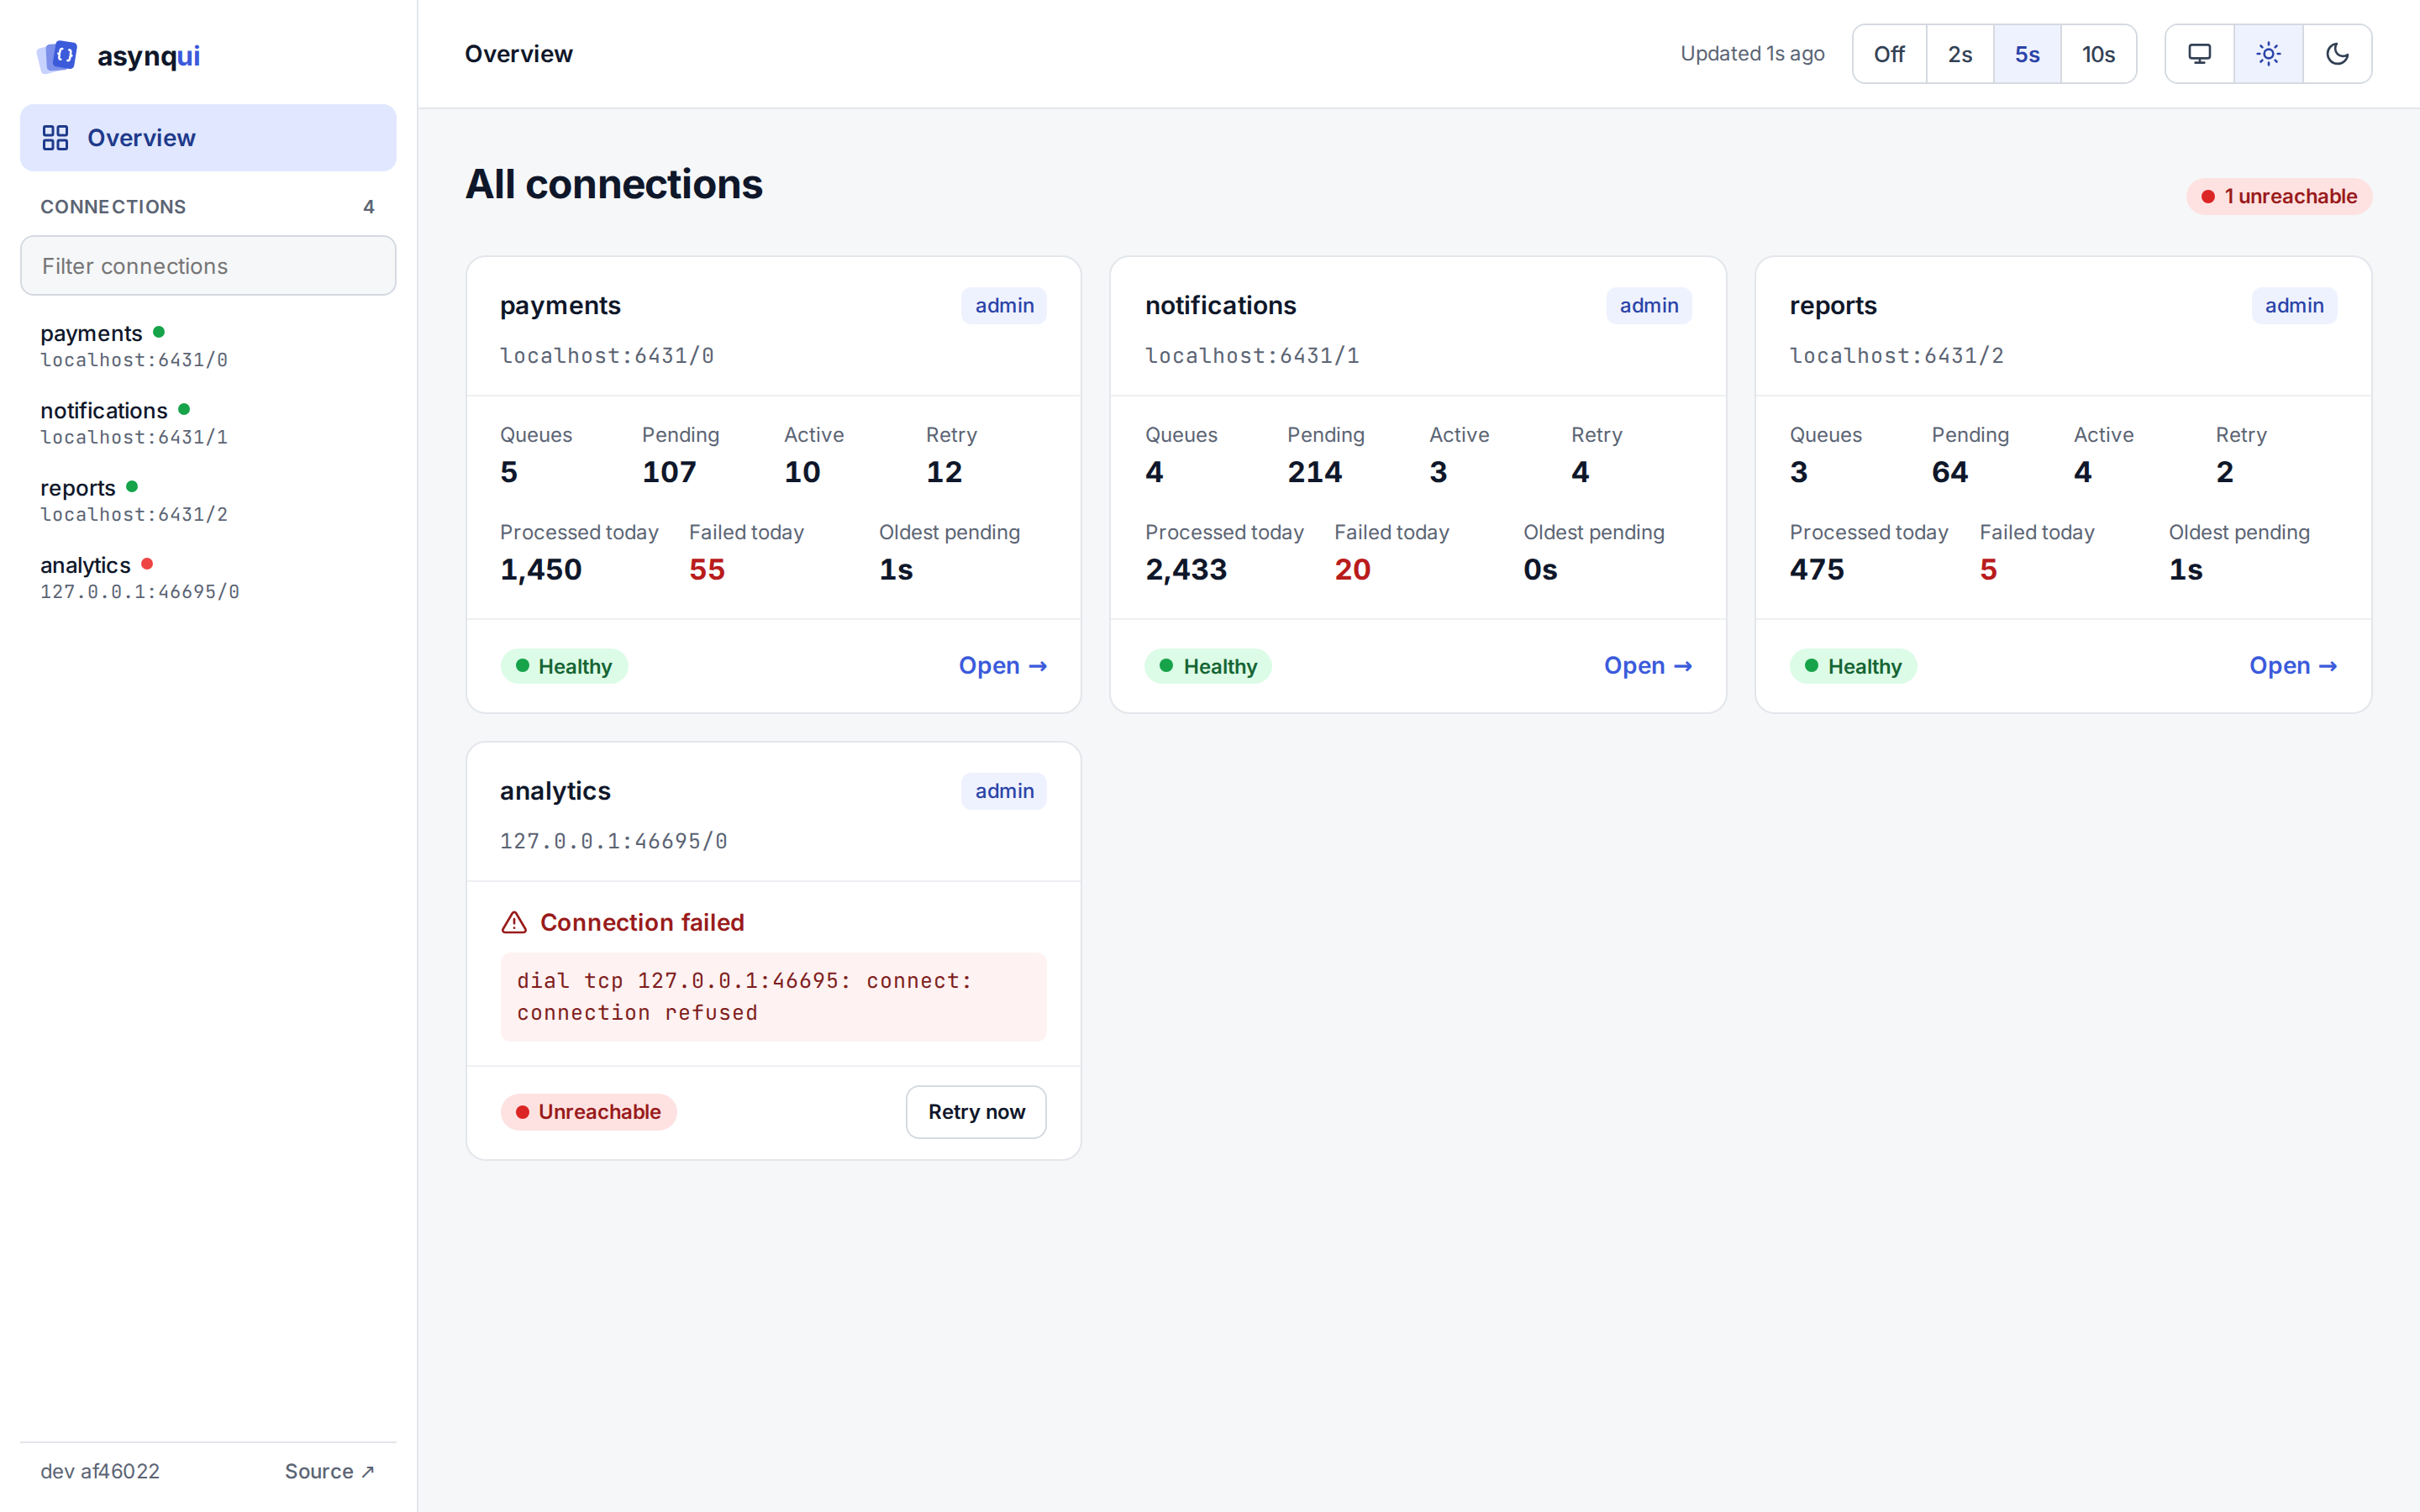 asynqui
Overview
CONNECTIONS 4
Filter connections
payments
localhost:6431/0
notifications
localhost:6431/1
reports
localhost:6431/2
analytics
127.0.0.1:46695/0
dev af46022 Source ↗
Overview
Updated 1s ago Off 2s 5s 10s
All connections
1 unreachable
payments admin
localhost:6431/0
Queues Pending Active Retry
5 107 10 12
Processed today Failed today Oldest pending
1,450 55 1s
Healthy Open →
notifications admin
localhost:6431/1
Queues Pending Active Retry
4 214 3 4
Processed today Failed today Oldest pending
2,433 20 0s
Healthy Open →
reports admin
localhost:6431/2
Queues Pending Active Retry
3 64 4 2
Processed today Failed today Oldest pending
475 5 1s
Healthy Open →
analytics admin
127.0.0.1:46695/0
Connection failed
dial tcp 127.0.0.1:46695: connect:
connection refused
Unreachable Retry now